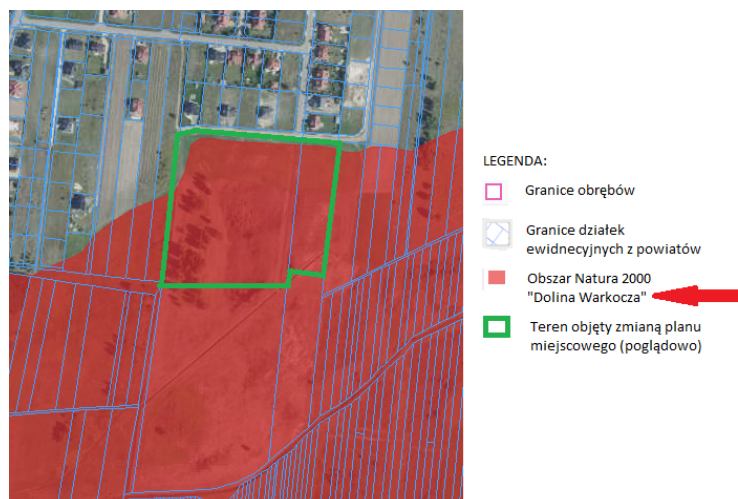 LEGENDA:
Granice obrębów
Granice działek
ewidnecyjnych z powiatów
Obszar Natura 2000
"Dolina Warkocza"
Teren objęty zmianą planu
miejscowego (poglądowo)